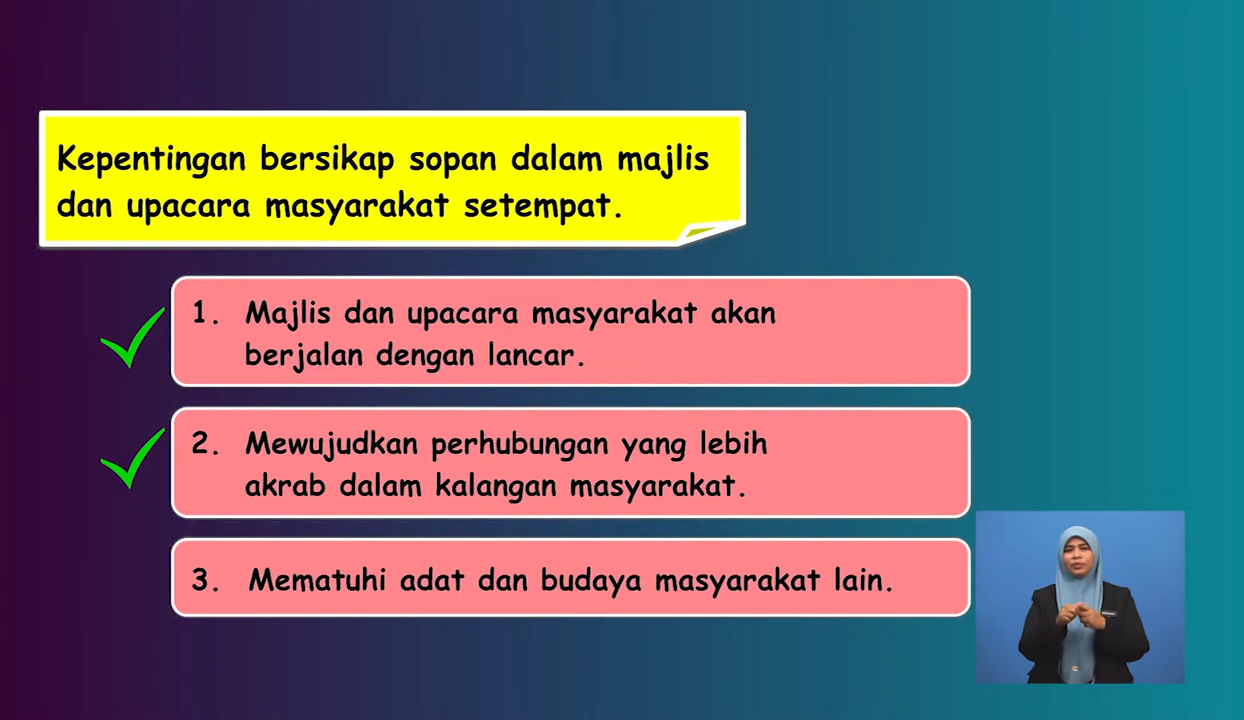 Kepentingan bersikap sopan dalam majlis
dan upacara masyarakat setempat.
1. Majlis dan upacara masyarakat akan
berjalan dengan lancar.
2. Mewujudkan perhubungan yang lebih
akrab dalam kalangan masyarakat.
3. Mematuhi adat dan budaya masyarakat lain.